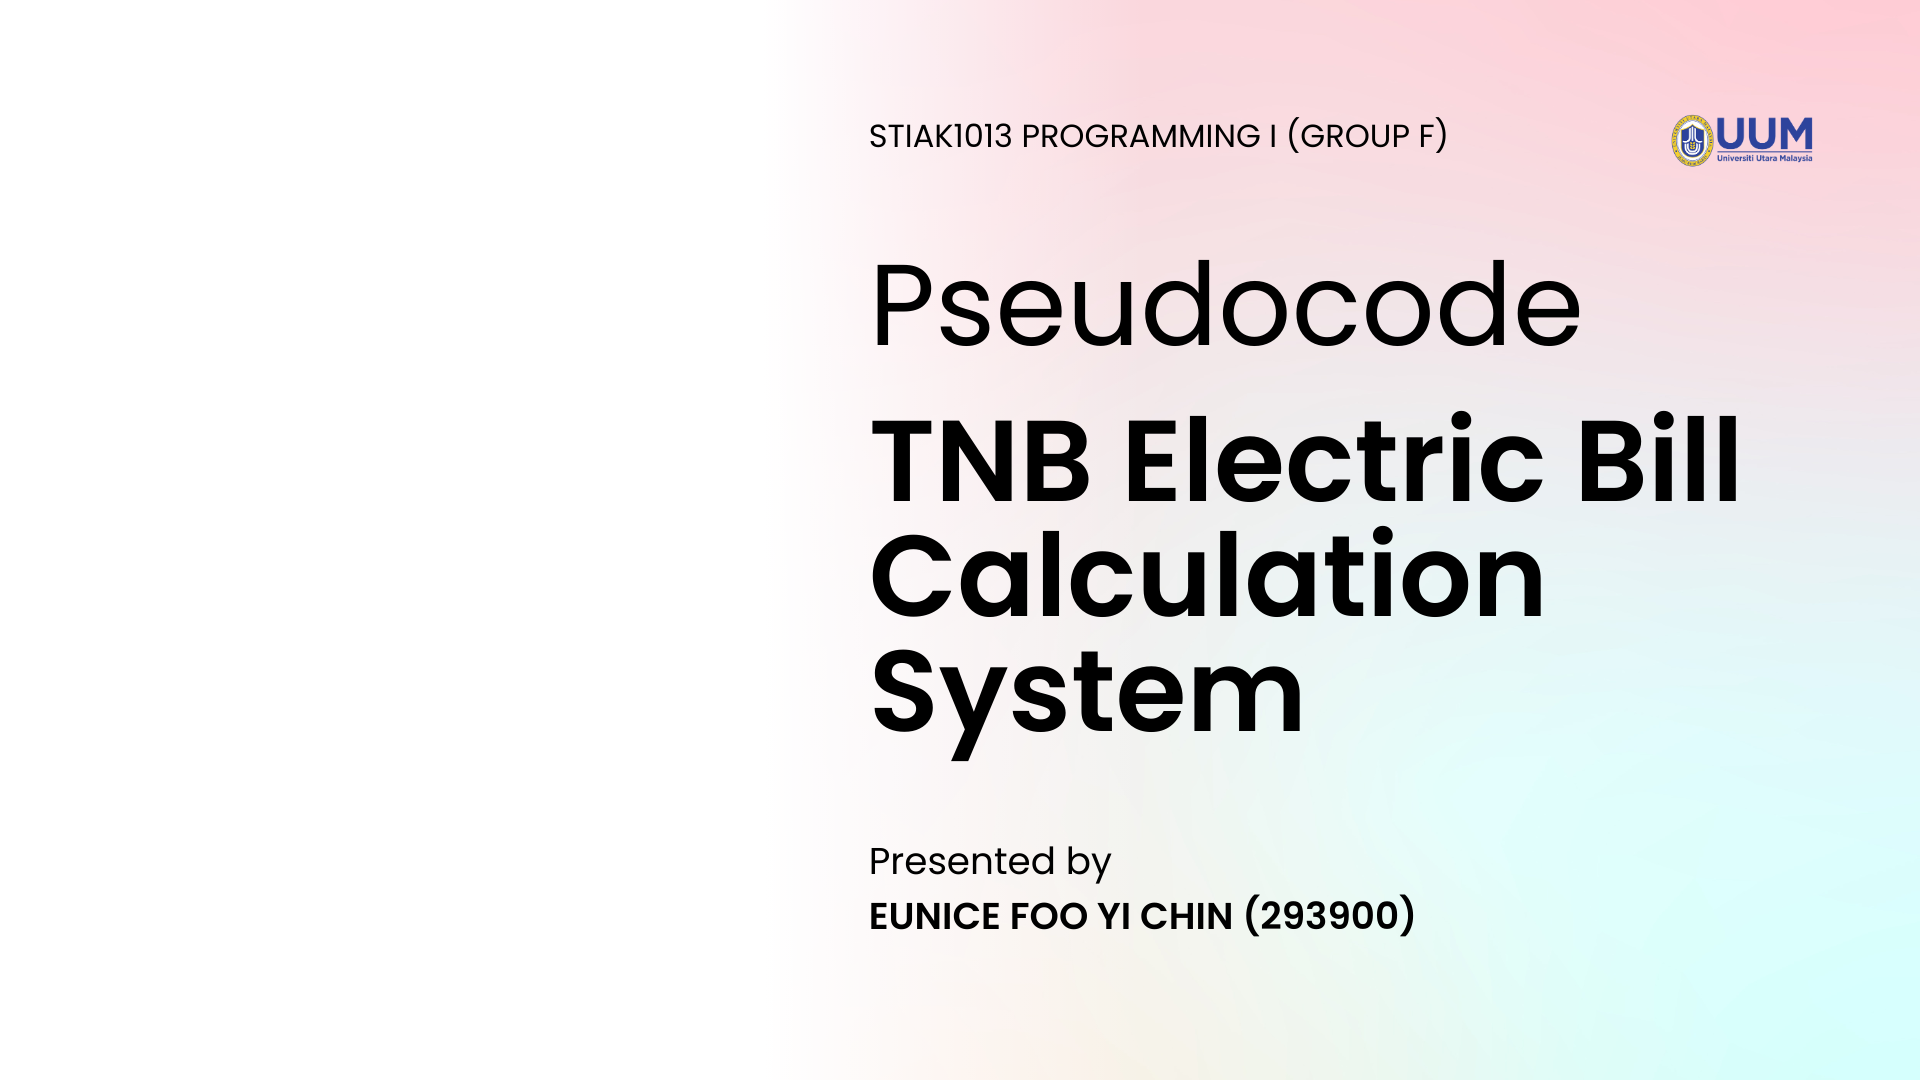 STIAK1013 PROGRAMMING I (GROUP F)
UUM
Universiti Utara Malaysia
Pseudocode
TNB Electric Bill
Calculation
System
Presented by
EUNICE FOO YI CHIN (293900)